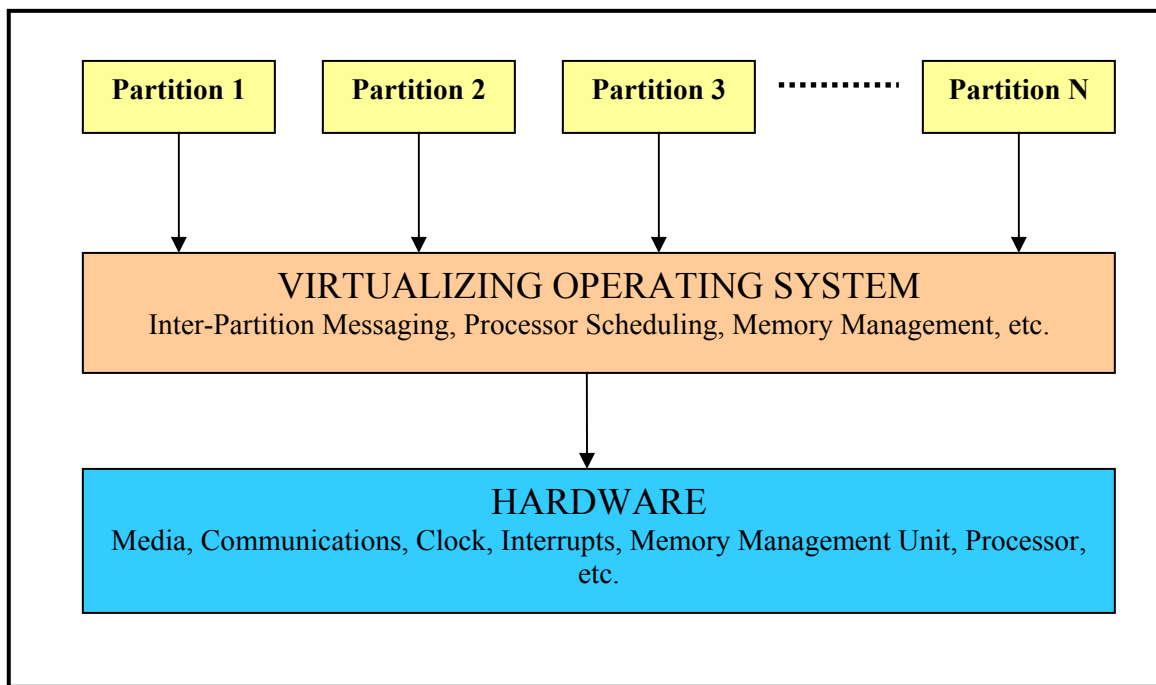 Partition 1
Partition 2
Partition 3
Partition N
VIRTUALIZING OPERATING SYSTEM
Inter-Partition Messaging, Processor Scheduling, Memory Management, etc.
HARDWARE
Media, Communications, Clock, Interrupts, Memory Management Unit, Processor,
etc.